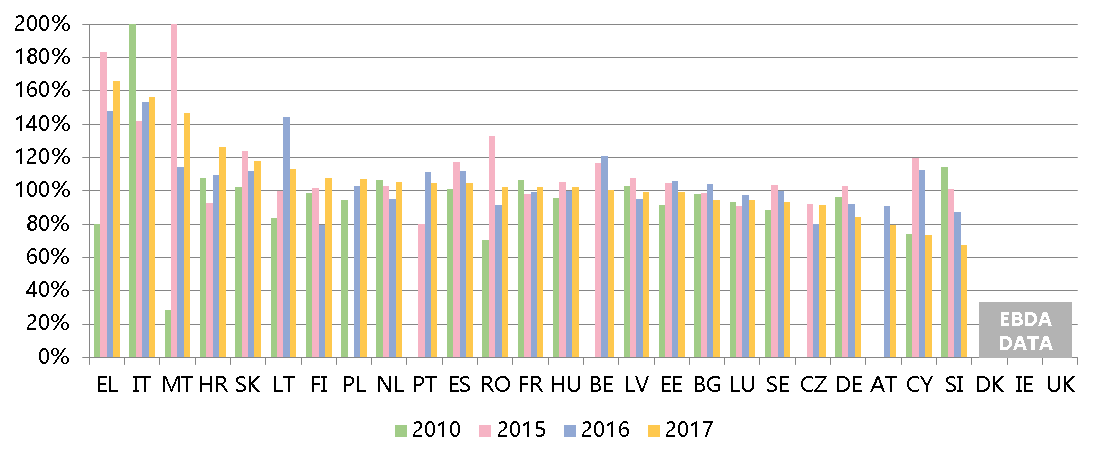 200%
180%
160%
140%
120%
100%
80%
60%
40%
20%
0%
EBDA
DATA
EL IT MT HR SK LT FI PL NL PT ES RO FR HU BE LV EE BG LU SE CZ DE AT CY SI DK IE UK
2010 2015 2016 2017